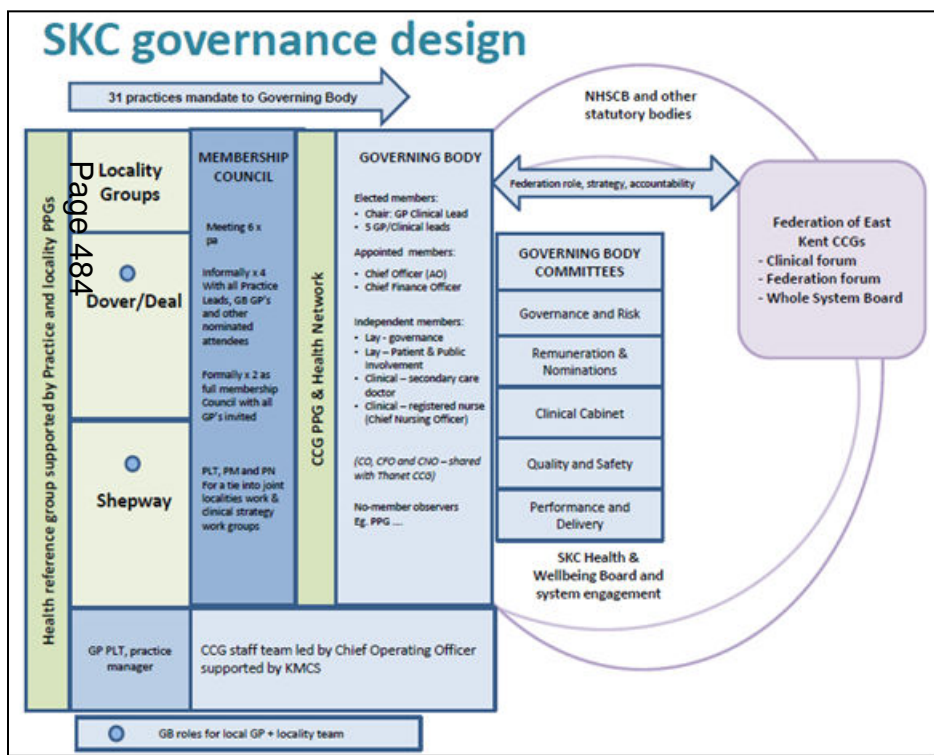 SKC governance design
31 practices mandate to Governing Body
Health reference group supported by Practice and locality PPGs
Page 484
Locality
Groups
Dover/Deal
Shepway
MEMBERSHIP
COUNCIL
Meeting 6 x
pa
Informally x 4
With all Practice
Leads, GB GP's
and other
nominated
attendees
Formally x 2 as
full membership
Council with all
GP's invited
PLT, PM and PN
For a tie into joint
localities work &
clinical strategy
work groups
CCG PPG & Health Network
GOVERNING BODY
Elected members:
• Chair: GP Clinical Lead
• 5 GP/Clinical leads
Appointed members:
• Chief Officer (AO)
• Chief Finance Officer
Independent members:
• Lay - governance
• Lay – Patient & Public
Involvement
• Clinical – secondary care
doctor
• Clinical – registered nurse
(Chief Nursing Officer)
(CO, CFO and CNO – shared
with Thanet CCG)
No-member observers
Eg. PPG ....
NHSCB and other
statutory bodies
Federation role, strategy, accountability
GOVERNING BODY
COMMITTEES
Governance and Risk
Remuneration &
Nominations
Clinical Cabinet
Quality and Safety
Performance and
Delivery
SKC Health &
Wellbeing Board and
system engagement
Federation of East
Kent CCGs
- Clinical forum
- Federation forum
- Whole System Board
GP PLT, practice
manager
CCG staff team led by Chief Operating Officer
supported by KMCS
GB roles for local GP + locality team